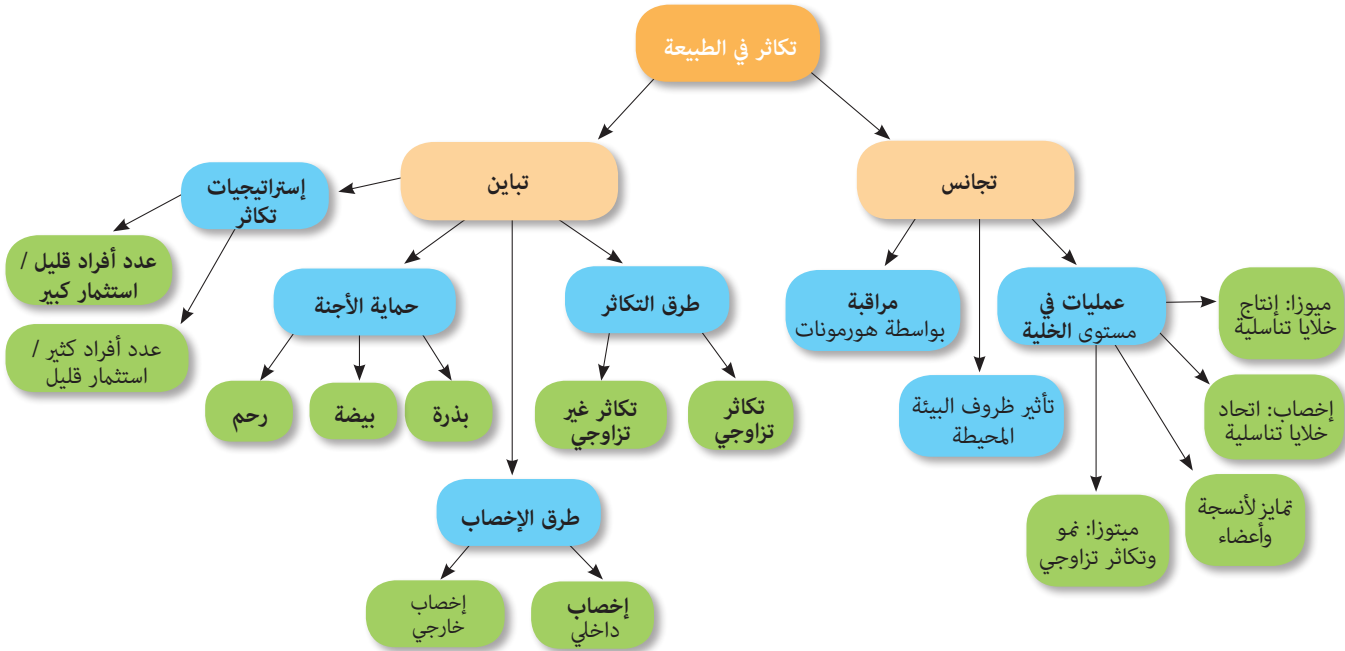 تكاثر في الطبيعة
تجانس
تباين
إستراتيجيات
تكاثر
عدد أفراد قليل /
استثمار كبير
عدد أفراد كثير /
استثمار قليل
حماية الأجنة
رحم
بيضة
بذرة
طرق التكاثر
تكاثر غير
تزاوجي
تكاثر
تزاوجي
طرق الإخصاب
إخصاب
خارجي
إخصاب
داخلي
مراقبة
بواسطة هورمونات
تأثير ظروف البيئة
المحيطة
عمليات في
مستوى الخلية
ميوزا: إنتاج
خلايا تناسلية
إخصاب: اتحاد
خلايا تناسلية
تمايز لأنسجة
وأعضاء
ميتوزا: نمو
وتكاثر تزاوجي